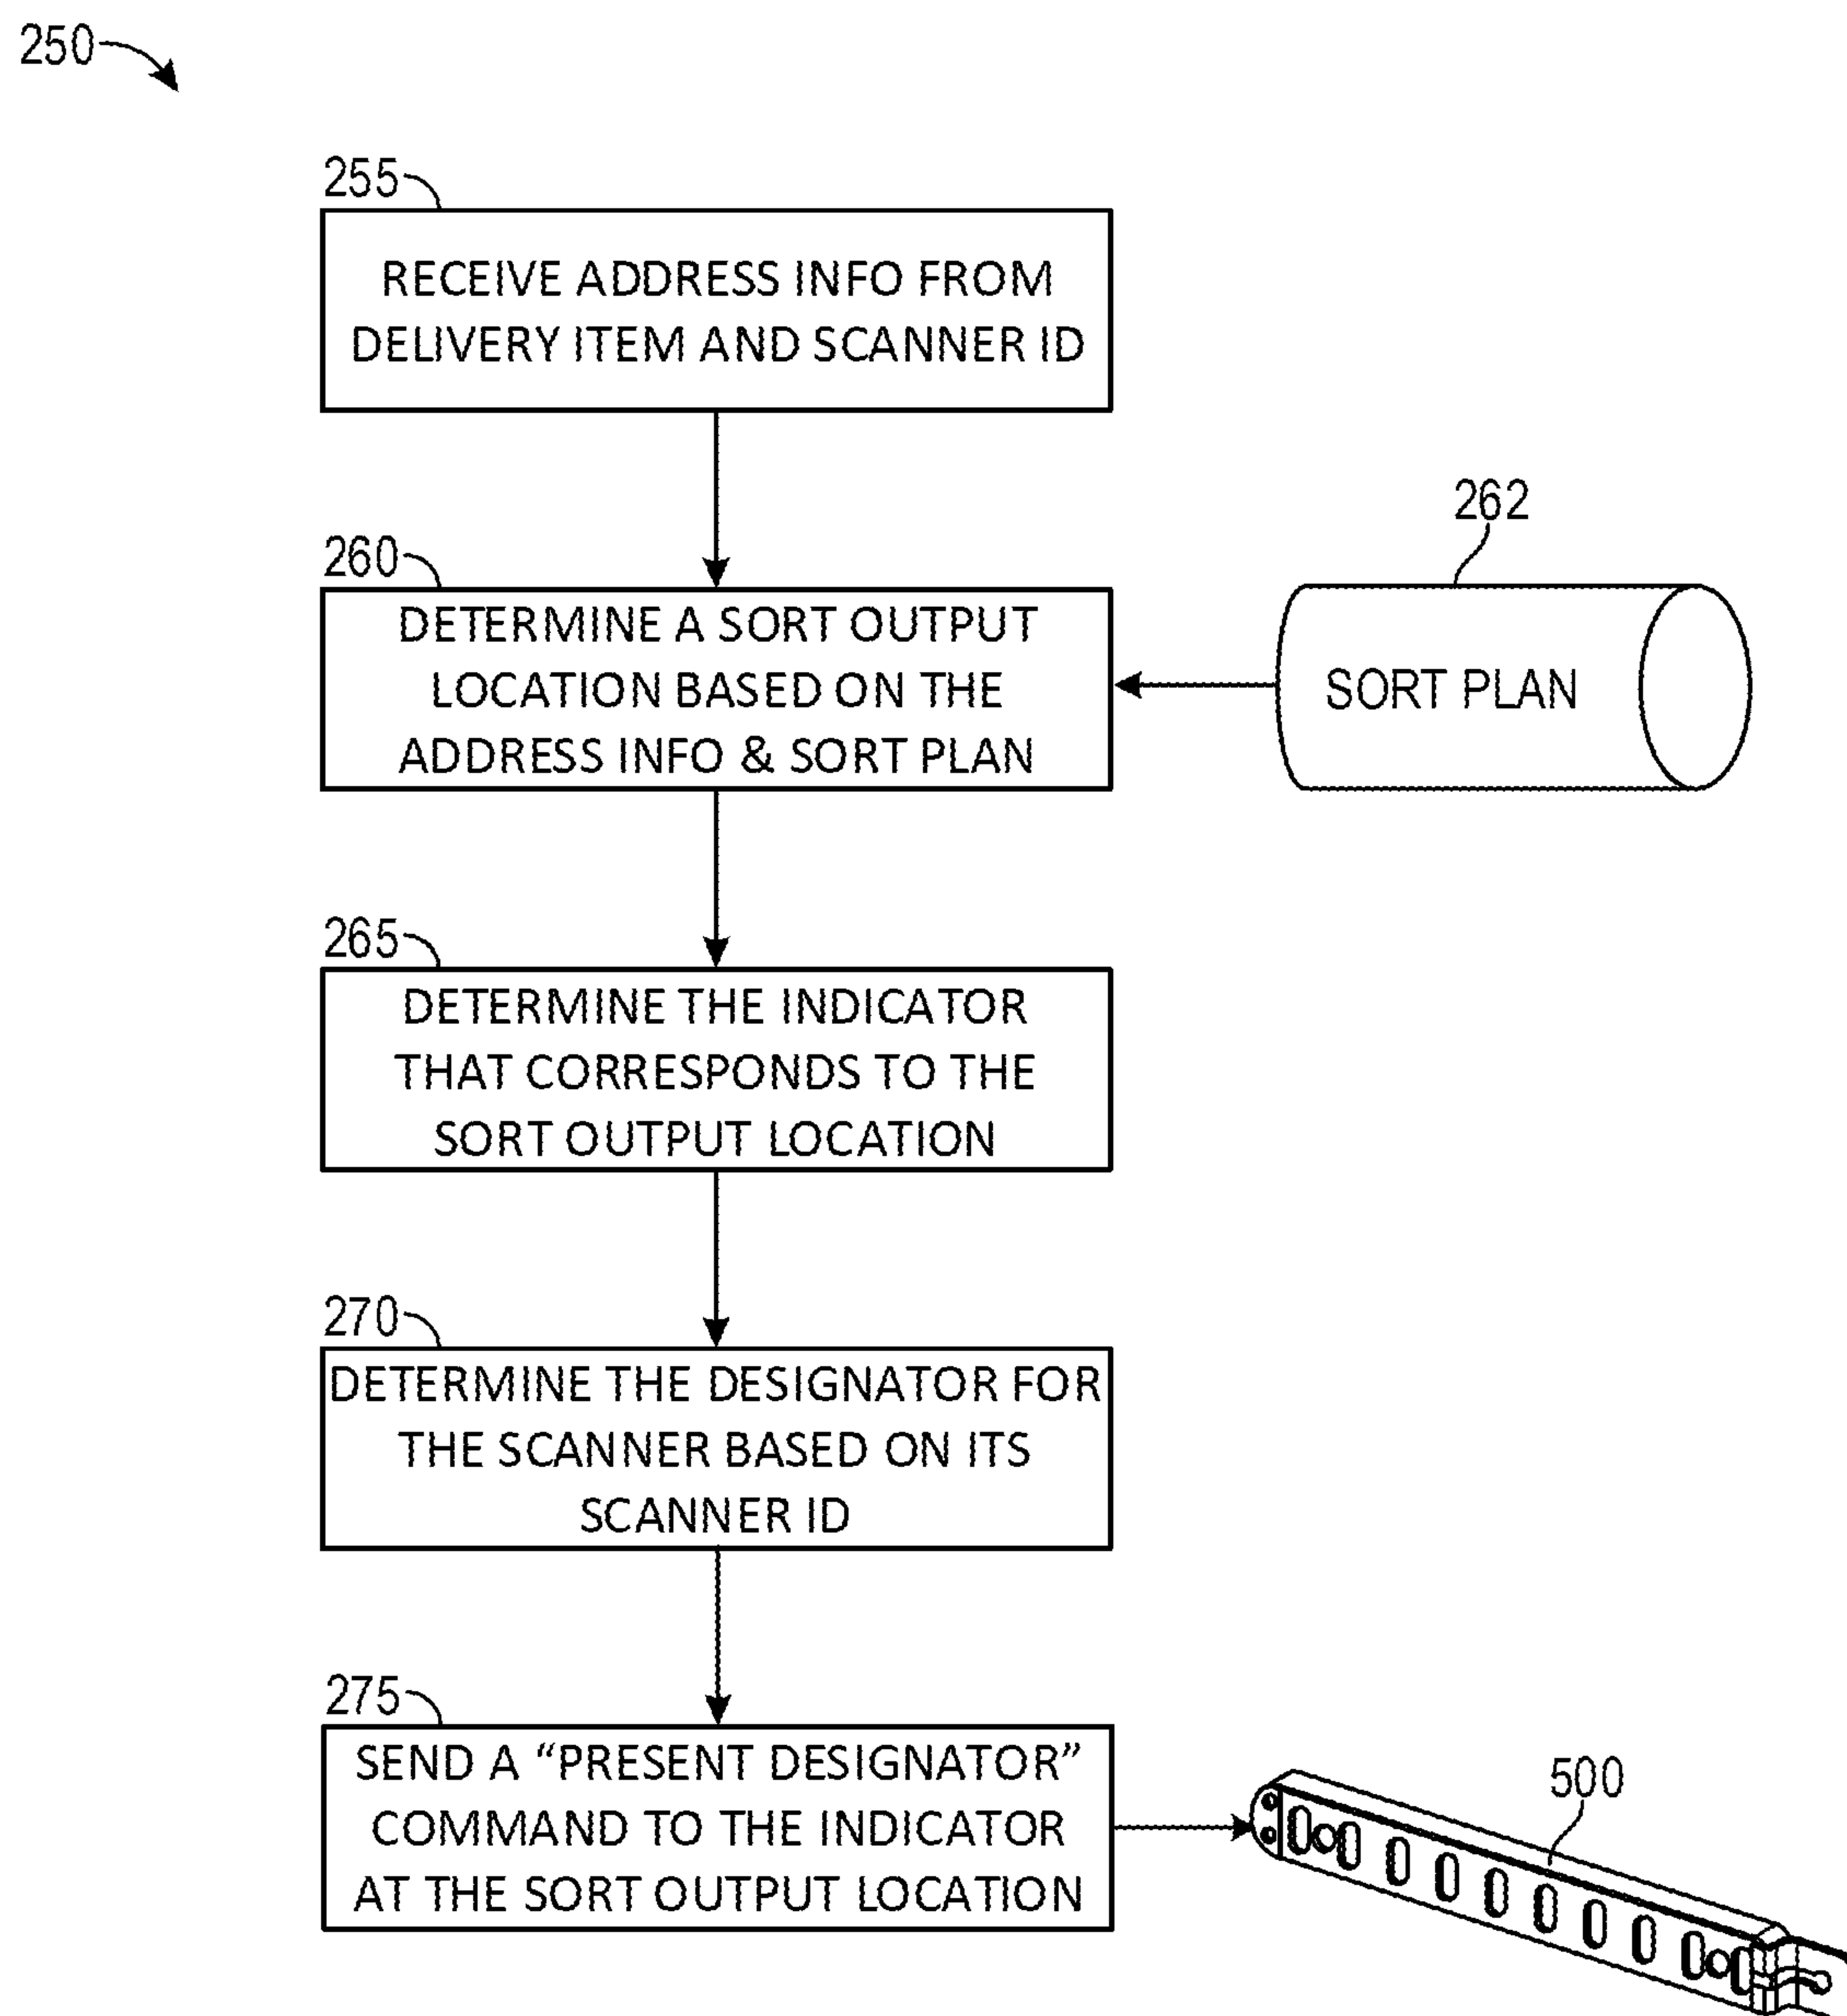 250
255
RECEIVE ADDRESS INFO FROM
DELIVERY ITEM AND SCANNER ID
260
DETERMINE A SORT OUTPUT
LOCATION BASED ON THE
ADDRESS INFO & SORT PLAN
262
SORT PLAN
265
DETERMINE THE INDICATOR
THAT CORRESPONDS TO THE
SORT OUTPUT LOCATION
270
DETERMINE THE DESIGNATOR FOR
THE SCANNER BASED ON ITS
SCANNER ID
275
SEND A “PRESENT DESIGNATOR”
COMMAND TO THE INDICATOR
AT THE SORT OUTPUT LOCATION
500